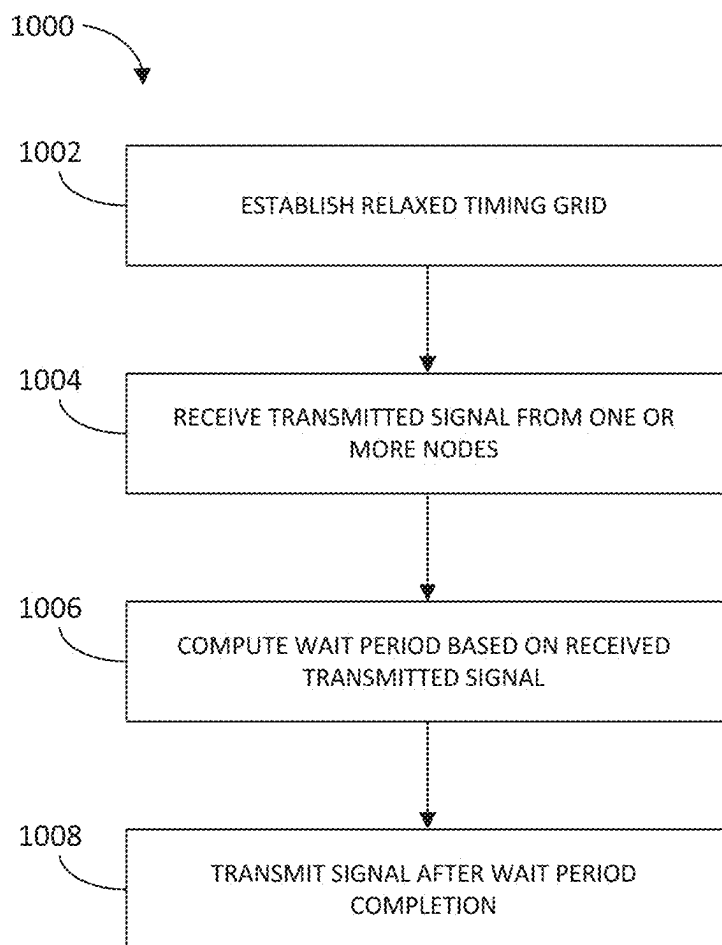 1000
1002
ESTABLISH RELAXED TIMING GRID
1004
RECEIVE TRANSMITTED SIGNAL FROM ONE OR
MORE NODES
1006
COMPUTE WAIT PERIOD BASED ON RECEIVED
TRANSMITTED SIGNAL
1008
TRANSMIT SIGNAL AFTER WAIT PERIOD
COMPLETION